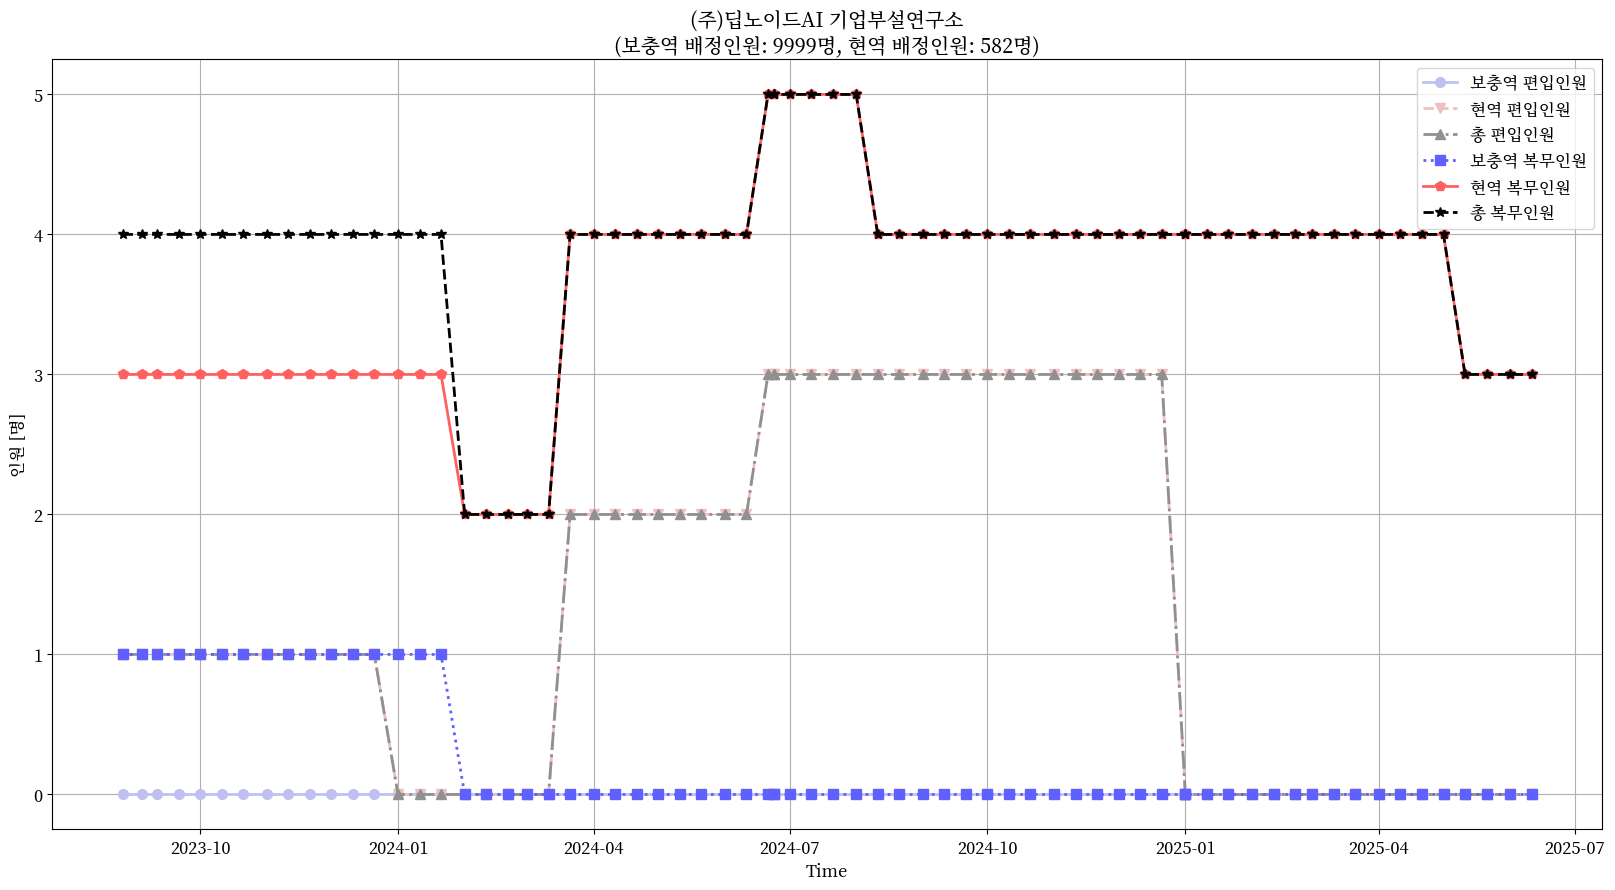 (주)딥노이드AI 기업부설연구소
(보충역 배정인원: 9999명, 현역 배정인원: 582명)
보충역 편입인원
현역 편입인원
총 편입인원
보충역 복무인원
현역 복무인원
총 복무인원
인원 [명]
5
4
3
2
1
0
2023-10
2024-01
2024-04
2024-07
2024-10
2025-01
2025-04
2025-07
Time